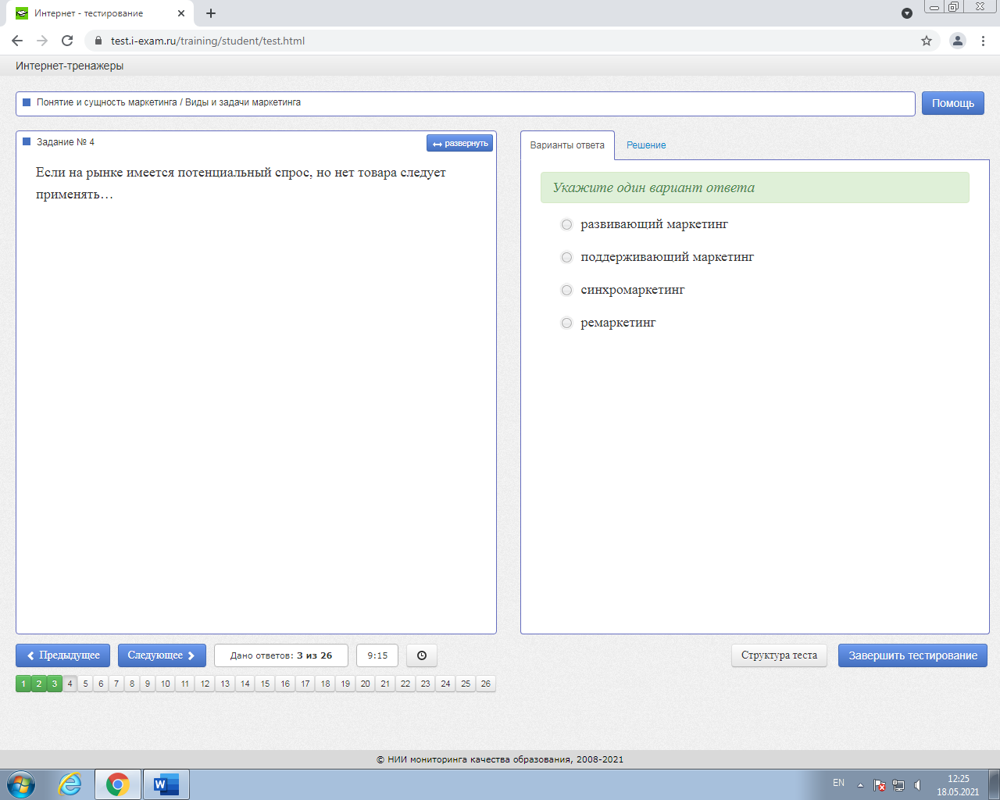 Интернет - тестирование
test.i-exam.ru/training/student/test.html
Интернет-тренажеры
Понятие и сущность маркетинга / Виды и задачи маркетинга
Помощь
Задание № 4
развернуть
Если на рынке имеется потенциальный спрос, но нет товара следует
применять…
Варианты ответа
Решение
Укажите один вариант ответа
развивающий маркетинг
поддерживающий маркетинг
синхромаркетинг
ремаркетинг
Предыдущее
Следующее
Дано ответов: 3 из 26
9:15
Структура теста
Завершить тестирование
1 2 3 4 5 6 7 8 9 10 11 12 13 14 15 16 17 18 19 20 21 22 23 24 25 26
© НИИ мониторинга качества образования, 2008-2021
W
EN
12:25
18.05.2021